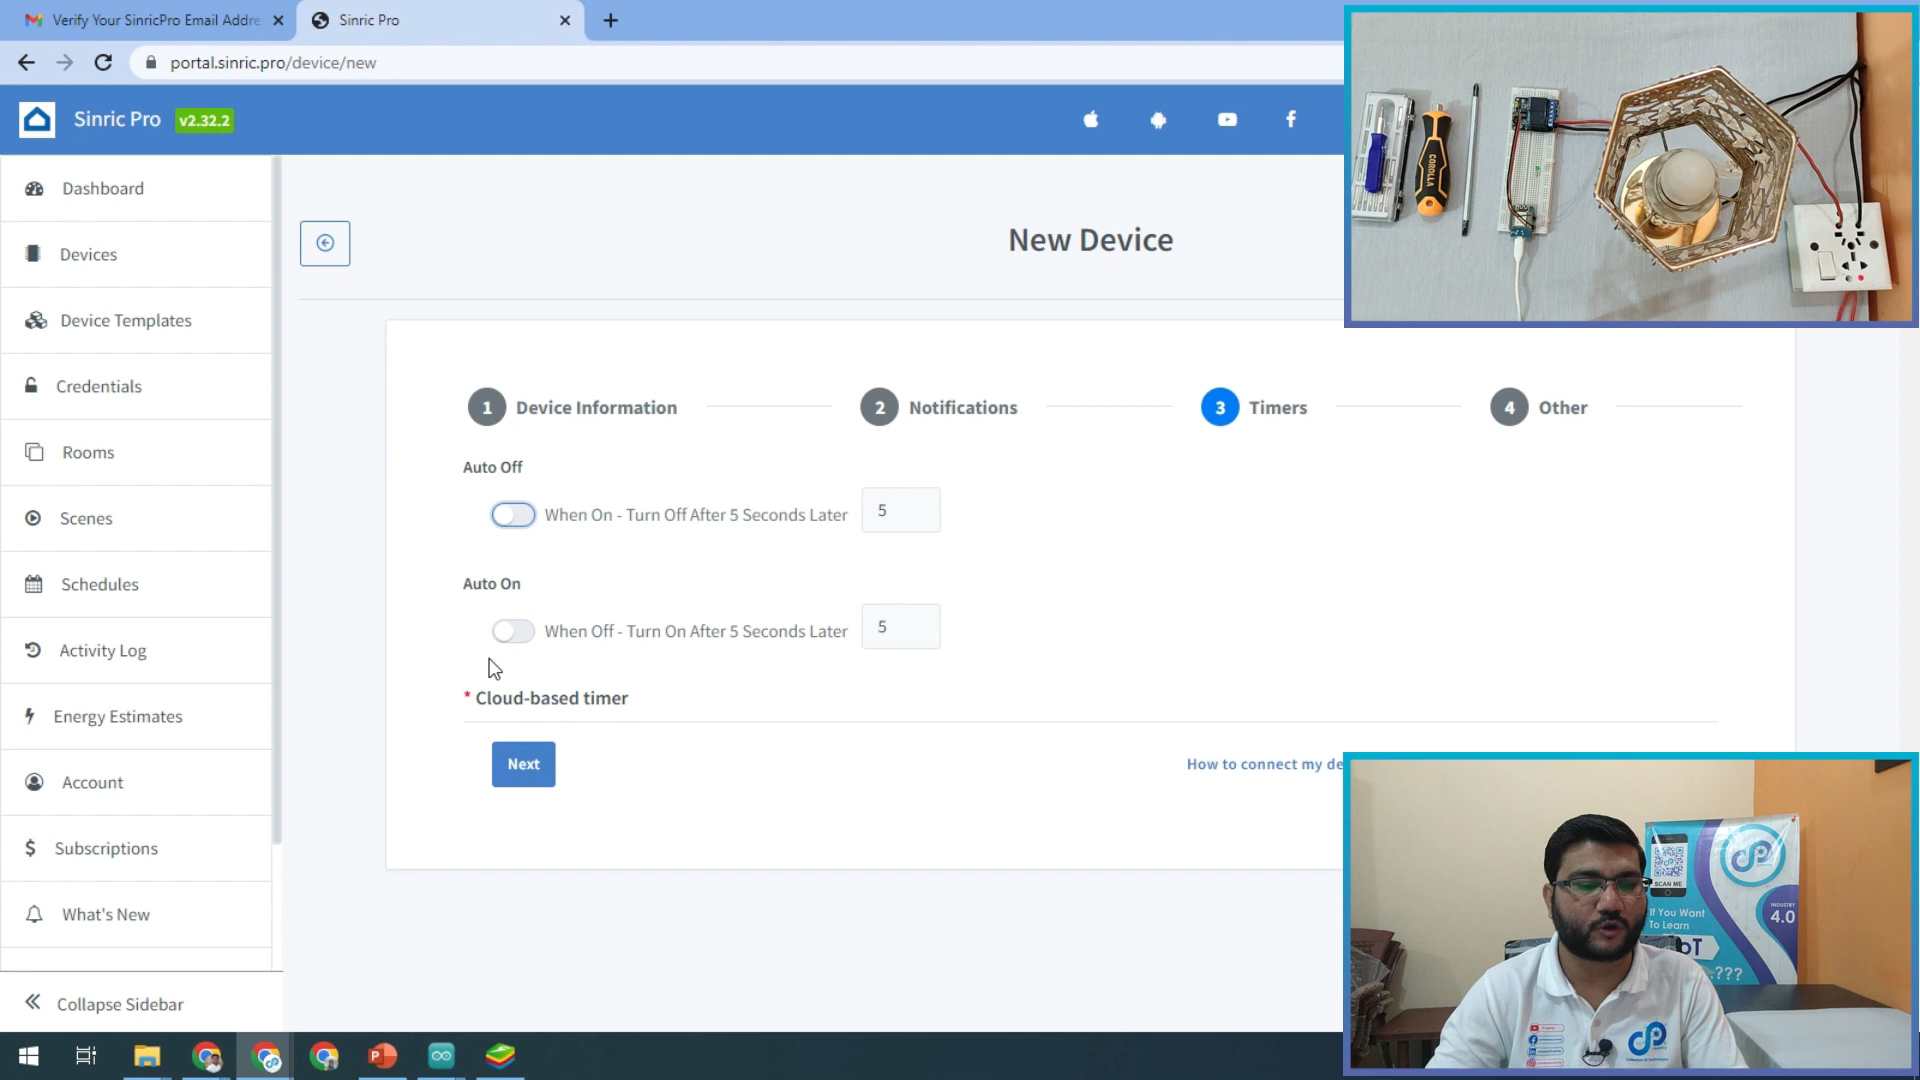 Verify Your SinricPro Email Addre
Sinric Pro
portal.sinric.pro/device/new
Sinric Pro v2.32.2
Dashboard
Devices
Device Templates
Credentials
Rooms
Scenes
Schedules
Activity Log
Energy Estimates
Account
Subscriptions
What's New
Collapse Sidebar
New Device
1 Device Information
2 Notifications
3 Timers
4 Other
Auto Off
When On - Turn Off After 5 Seconds Later 5
Auto On
When Off - Turn On After 5 Seconds Later 5
* Cloud-based timer
Next
How to connect my de
COROLLA
SCAN ME
If You Want
To Learn
IoT
???
INDUSTRY
4.0